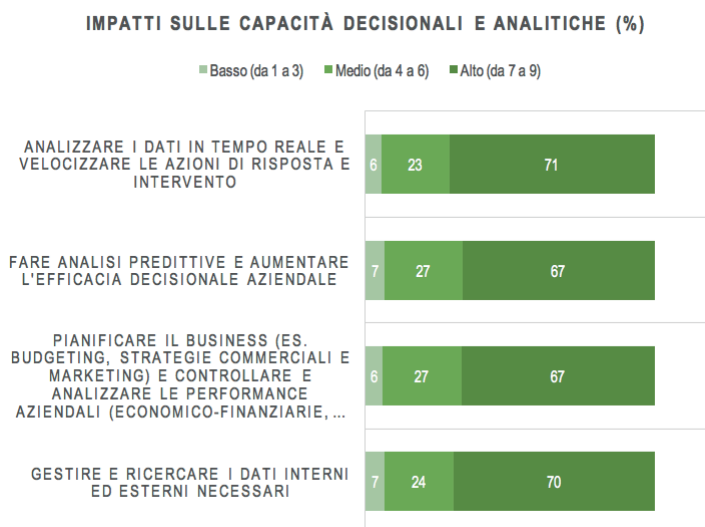 IMPATTI SULLE CAPACITÀ DECISIONALI E ANALITICHE (%)
Basso (da 1 a 3) Medio (da 4 a 6) Alto (da 7 a 9)
ANALIZZARE I DATI IN TEMPO REALE E
VELOCIZZARE LE AZIONI DI RISPOSTA E
INTERVENTO
6 23 71
FARE ANALISI PREDITTIVE E AUMENTARE
L'EFFICACIA DECISIONALE AZIENDALE
7 27 67
PIANIFICARE IL BUSINESS (ES.
BUDGETING, STRATEGIE COMMERCIALI E
MARKETING) E CONTROLLARE E
ANALIZZARE LE PERFORMANCE
AZIENDALI (ECONOMICO-FINANZIARIE, ...
6 27 67
GESTIRE E RICERCARE I DATI INTERNI
ED ESTERNI NECESSARI
7 24 70